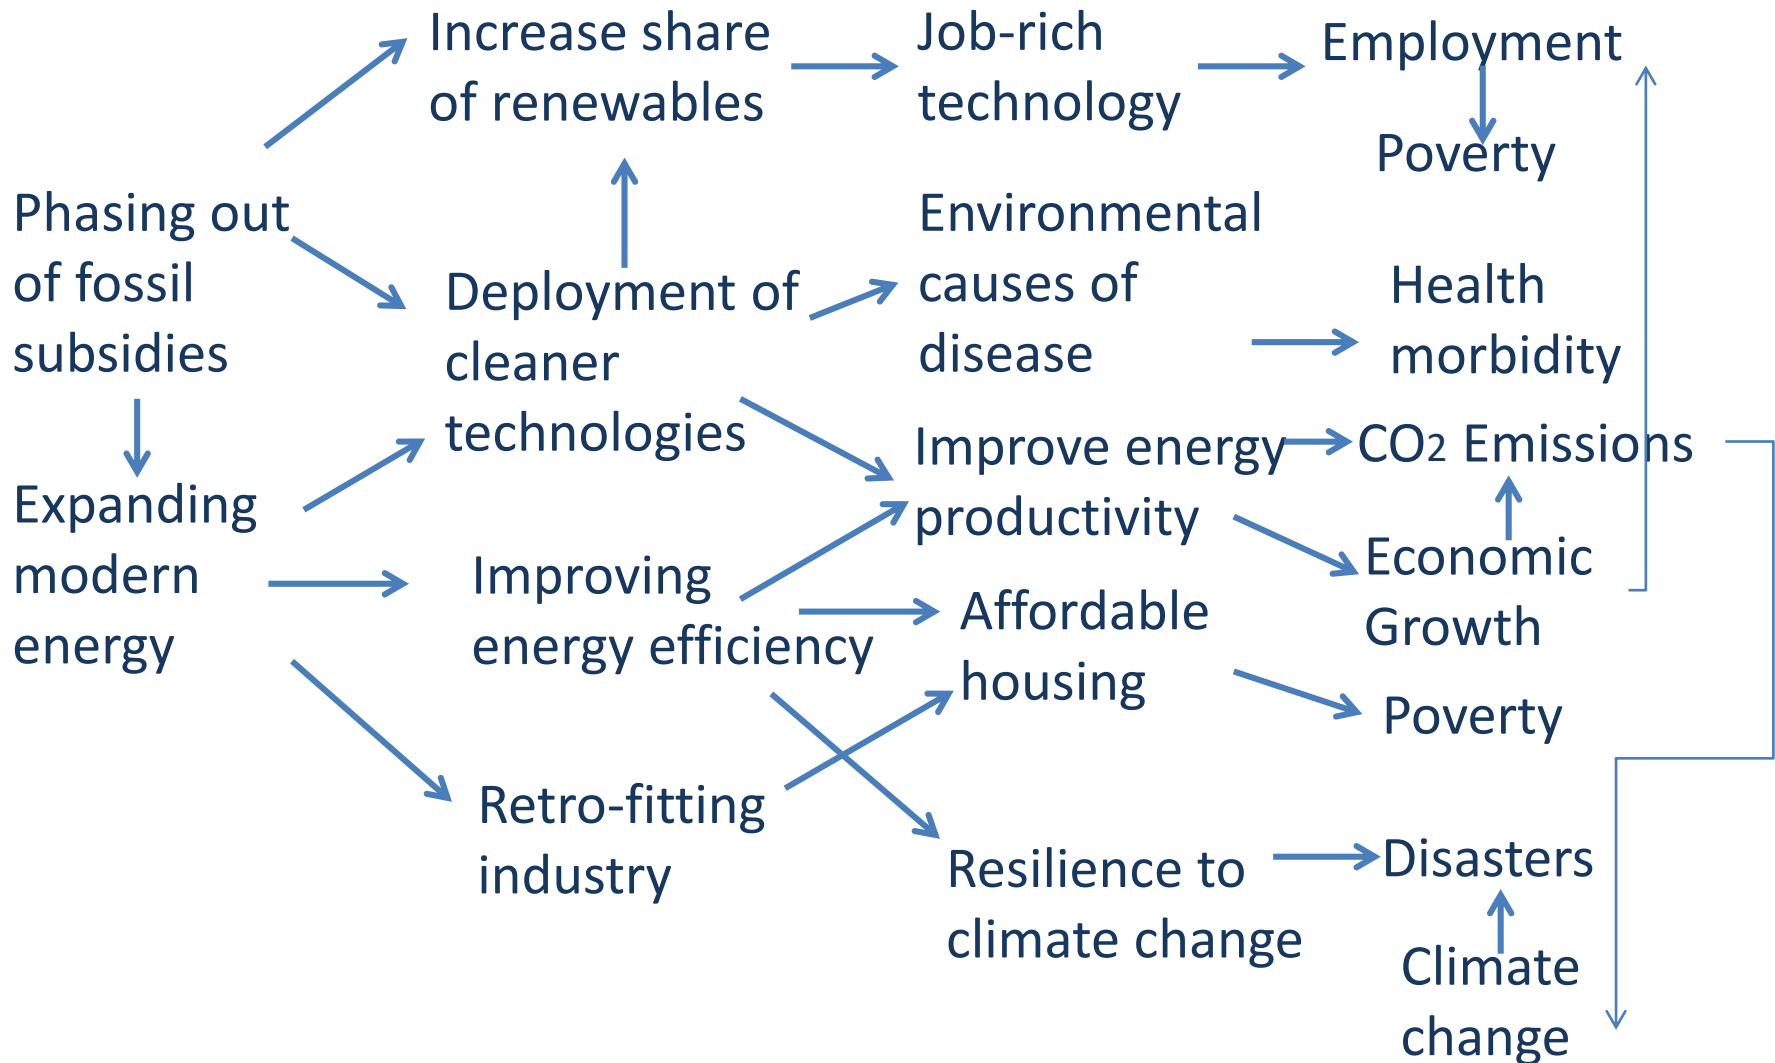 Increase share
of renewables
Job-rich
technology
Employment
Poverty
Phasing out
of fossil
subsidies
Deployment of
cleaner
technologies
Environmental
causes of
disease
Health
morbidity
Expanding
modern
energy
Improving
energy efficiency
Improve energy
productivity
CO2 Emissions
Economic
Growth
Affordable
housing
Poverty
Retro-fitting
industry
Resilience to
climate change
Disasters
Climate
change